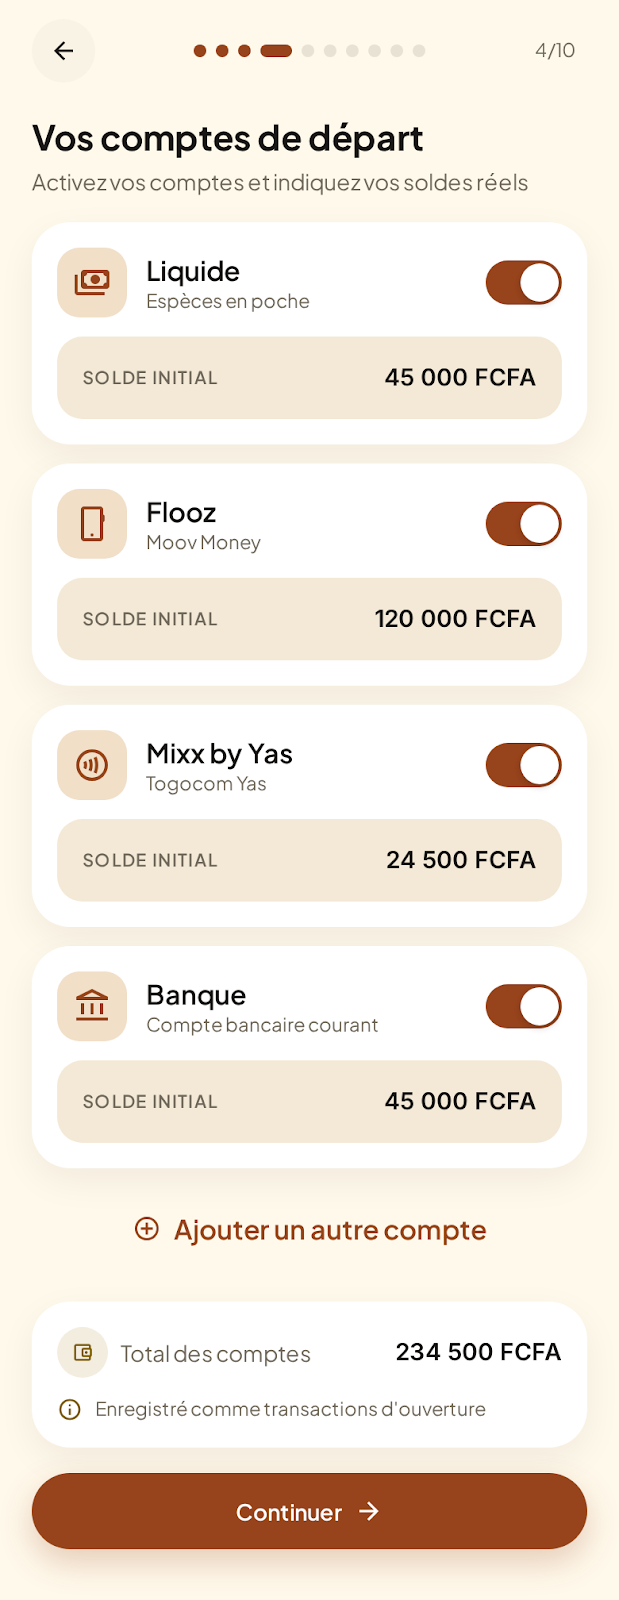 4/10
Vos comptes de départ
Activez vos comptes et indiquez vos soldes réels
Liquide
Espèces en poche
SOLDE INITIAL 45 000 FCFA
Flooz
Moov Money
SOLDE INITIAL 120 000 FCFA
Mixx by Yas
Togocom Yas
SOLDE INITIAL 24 500 FCFA
Banque
Compte bancaire courant
SOLDE INITIAL 45 000 FCFA
Ajouter un autre compte
Total des comptes 234 500 FCFA
Enregistré comme transactions d'ouverture
Continuer